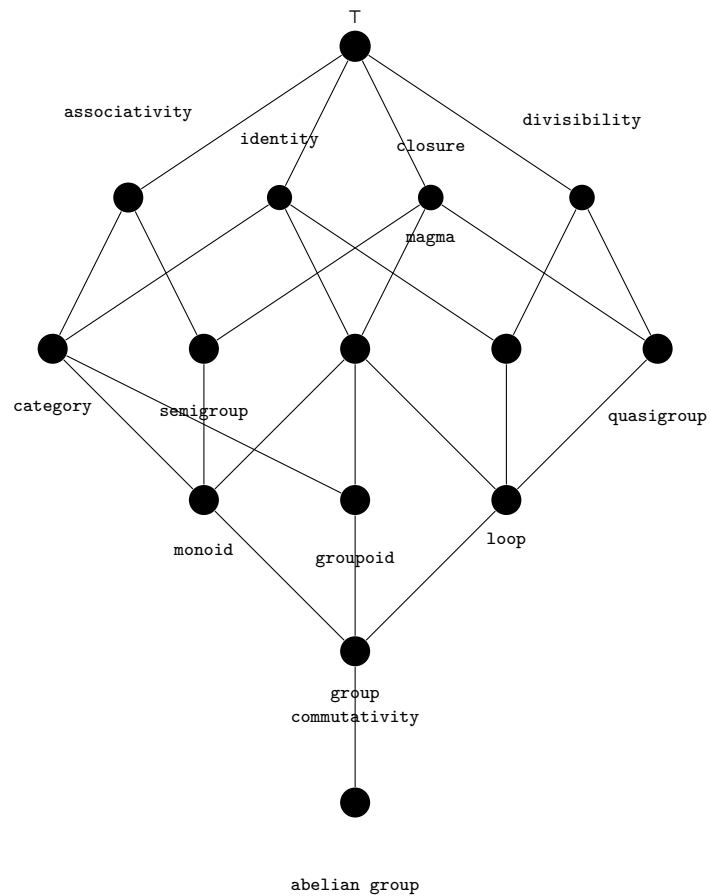 ⊤
associativity
identity
closure
divisibility
magma
category
semigroup
quasigroup
monoid
groupoid
loop
group
commutativity
abelian group